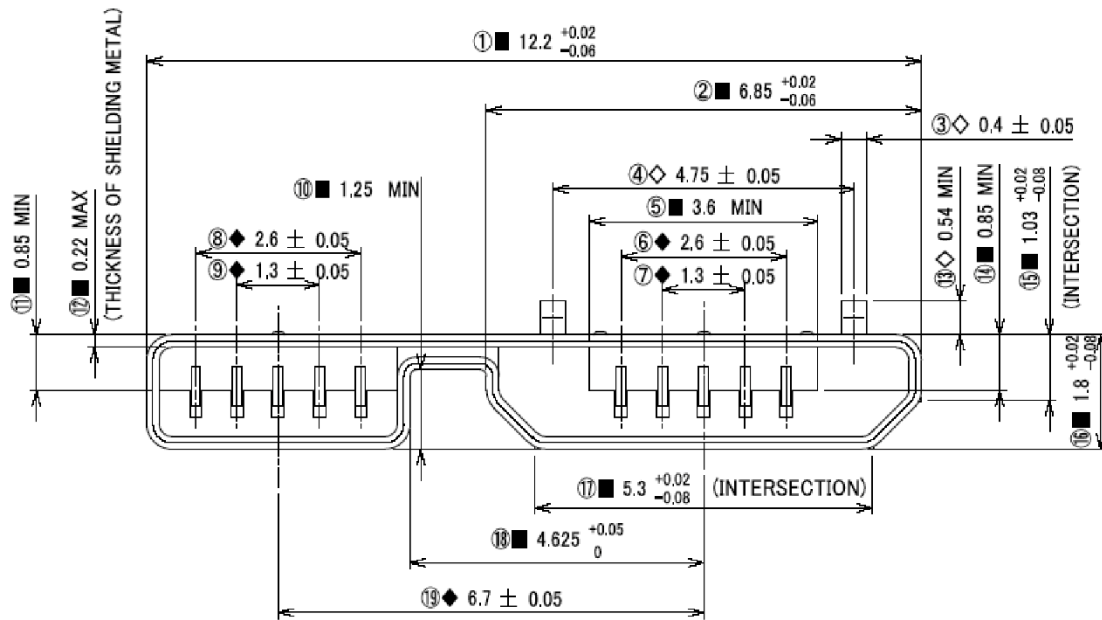 ①■ 12.2 +0.02 -0.06
②■ 6.85 +0.02 -0.06
③◇ 0.4 ± 0.05
④◇ 4.75 ± 0.05
⑤■ 3.6 MIN
⑥◆ 2.6 ± 0.05
⑦◆ 1.3 ± 0.05
⑧◆ 2.6 ± 0.05
⑨◆ 1.3 ± 0.05
⑩■ 1.25 MIN
⑪■ 0.85 MIN
⑫■ 0.22 MAX
(THICKNESS OF SHIELDING METAL)
⑬◇ 0.54 MIN
⑭■ 0.85 MIN
⑮■ 1.03 +0.02 -0.08
(INTERSECTION)
⑯■ 1.8 +0.02 -0.08
⑰■ 5.3 +0.02 -0.08 (INTERSECTION)
⑱■ 4.625 +0.05 0
⑲◆ 6.7 ± 0.05